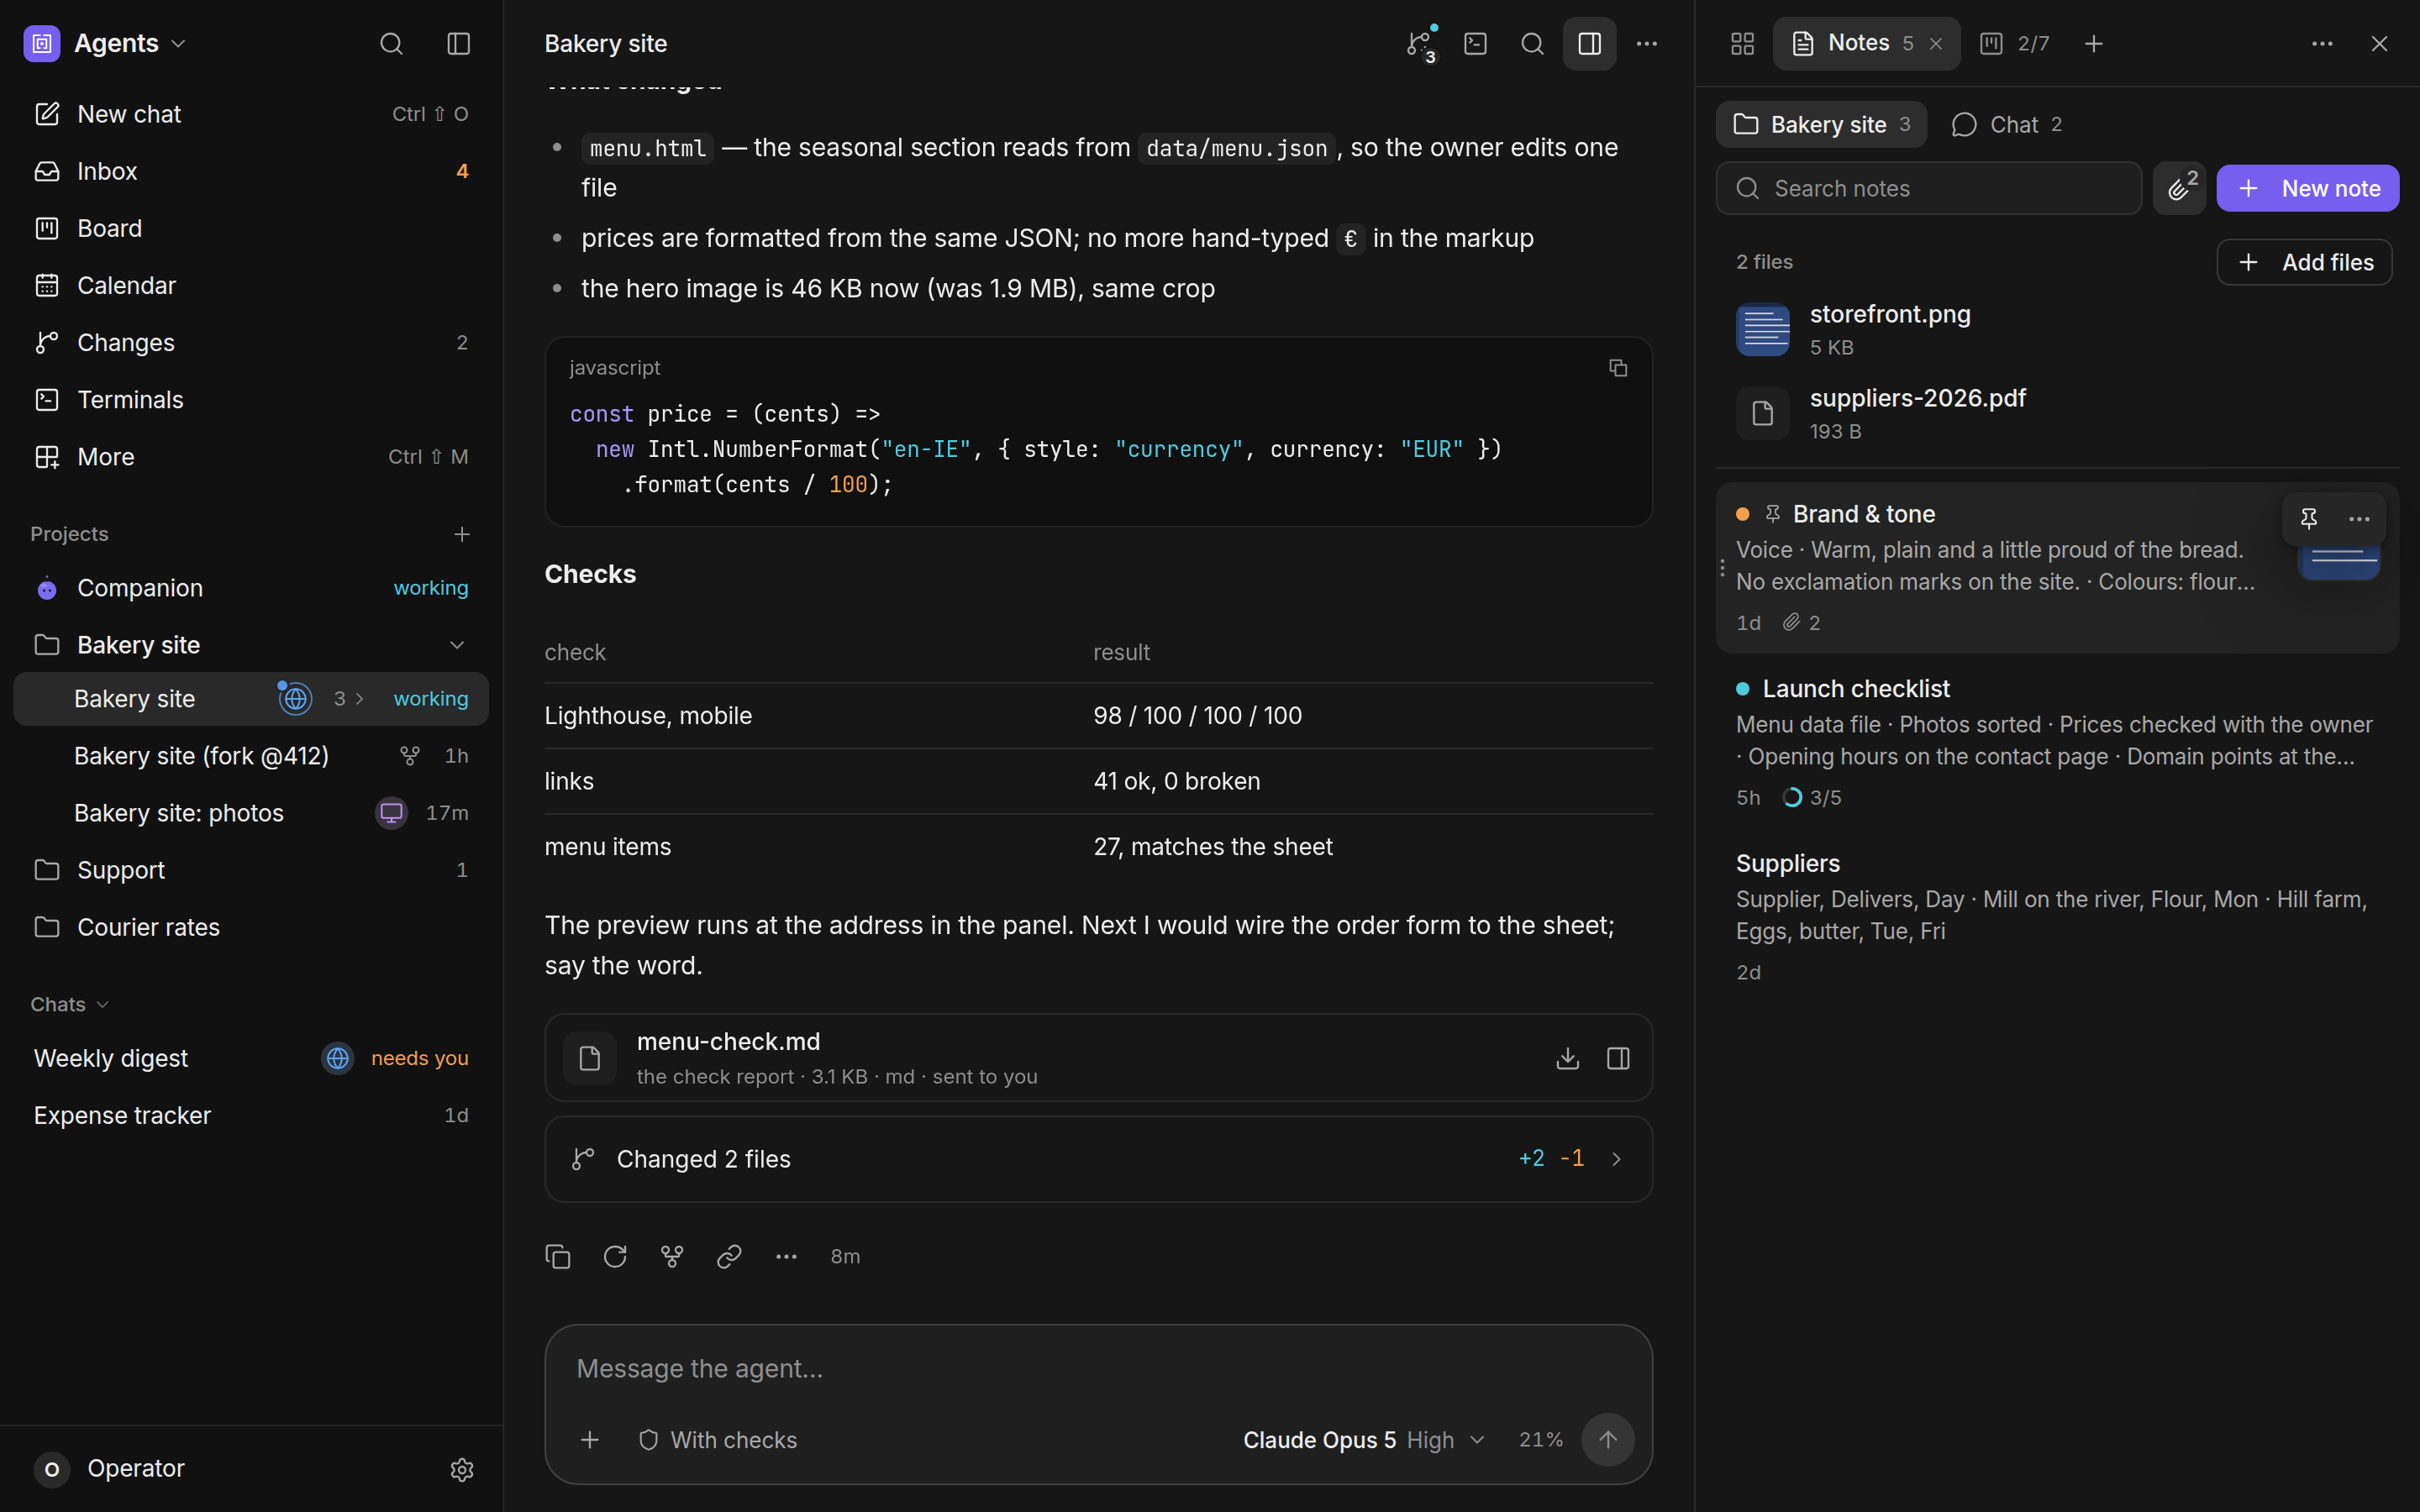 Agents
New chat Ctrl ⇧ O
Inbox 4
Board
Calendar
Changes 2
Terminals
More Ctrl ⇧ M
Projects
Companion working
Bakery site
Bakery site 3 working
Bakery site (fork @412) 1h
Bakery site: photos 17m
Support 1
Courier rates
Chats
Weekly digest needs you
Expense tracker 1d
O Operator
Bakery site
3
What changed
• menu.html — the seasonal section reads from data/menu.json, so the owner edits one
file
• prices are formatted from the same JSON; no more hand-typed € in the markup
• the hero image is 46 KB now (was 1.9 MB), same crop
javascript
const price = (cents) =>
new Intl.NumberFormat("en-IE", { style: "currency", currency: "EUR" })
.format(cents / 100);
Checks
check result
Lighthouse, mobile 98 / 100 / 100 / 100
links 41 ok, 0 broken
menu items 27, matches the sheet
The preview runs at the address in the panel. Next I would wire the order form to the sheet;
say the word.
menu-check.md
the check report · 3.1 KB · md · sent to you
Changed 2 files +2 -1
8m
Message the agent...
With checks Claude Opus 5 High 21%
Notes 5 2/7
Bakery site 3 Chat 2
Search notes 2 New note
2 files Add files
storefront.png
5 KB
suppliers-2026.pdf
193 B
Brand & tone
Voice · Warm, plain and a little proud of the bread.
No exclamation marks on the site. · Colours: flour...
1d 2
Launch checklist
Menu data file · Photos sorted · Prices checked with the owner
· Opening hours on the contact page · Domain points at the...
5h 3/5
Suppliers
Supplier, Delivers, Day · Mill on the river, Flour, Mon · Hill farm,
Eggs, butter, Tue, Fri
2d